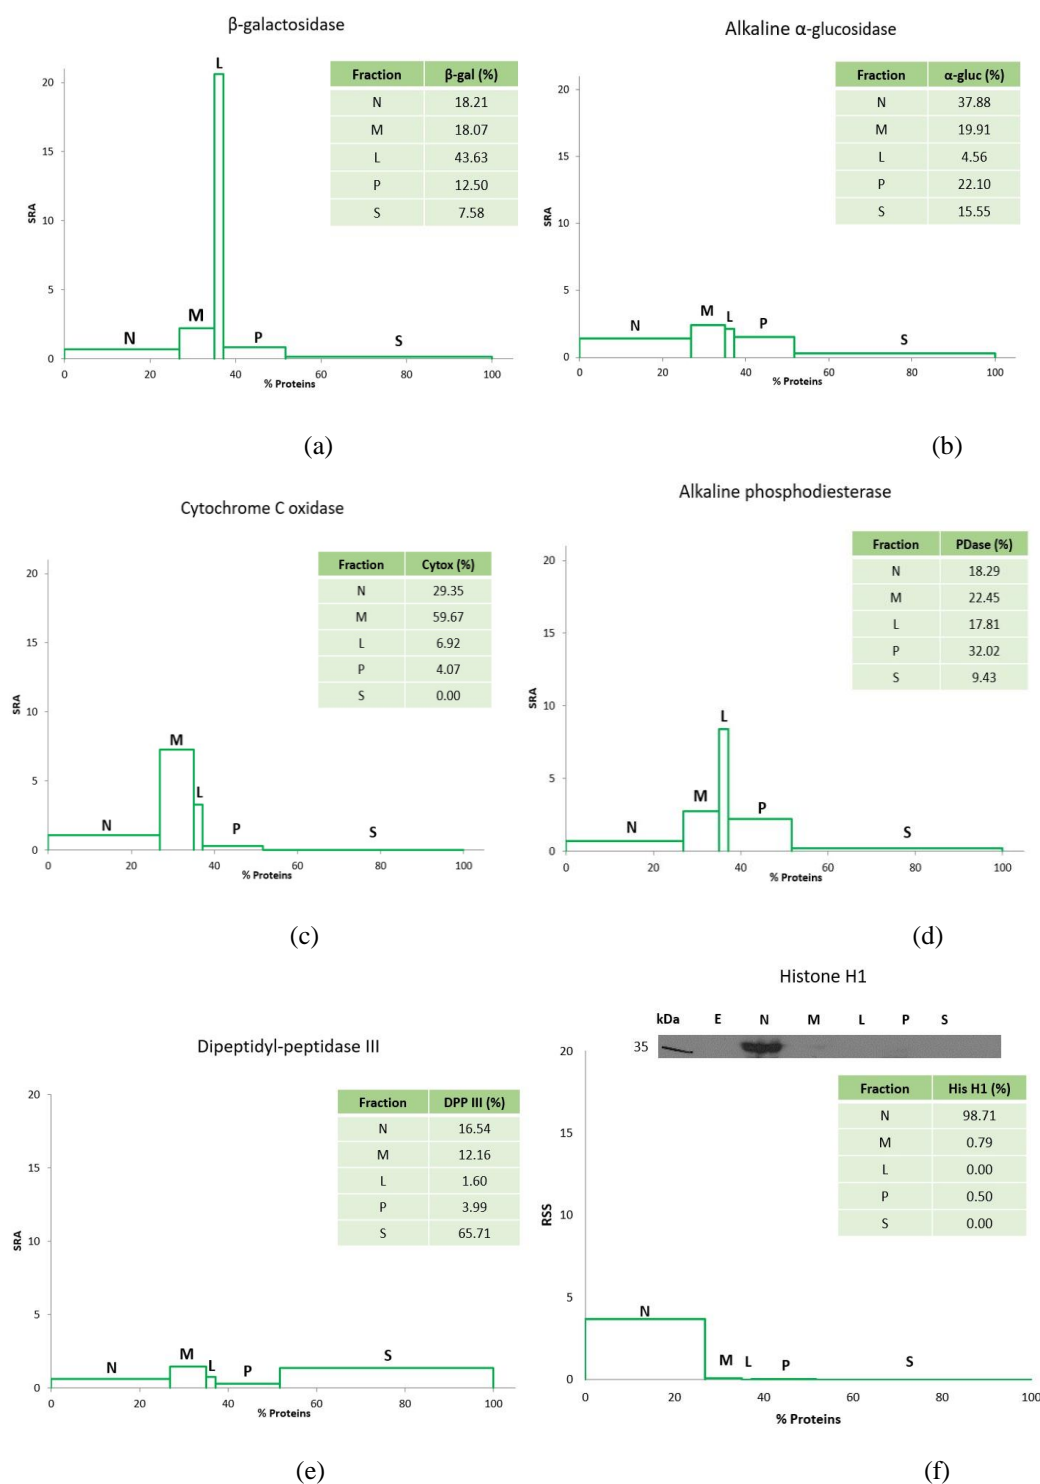 β-galactosidase
L
20
15
10
5
0
SRA
N
M
P
S
0 20 40 60 80 100
% Proteins
Fraction β-gal (%)
N 18.21
M 18.07
L 43.63
P 12.50
S 7.58
(a)
Alkaline α-glucosidase
20
15
10
5
0
SRA
N
M
L
P
S
0 20 40 60 80 100
% Proteins
Fraction α-gluc (%)
N 37.88
M 19.91
L 4.56
P 22.10
S 15.55
(b)
Cytochrome C oxidase
20
15
10
5
0
SRA
N
M
L
P
S
0 20 40 60 80 100
% Proteins
Fraction Cytox (%)
N 29.35
M 59.67
L 6.92
P 4.07
S 0.00
(c)
Alkaline phosphodiesterase
20
15
10
5
0
SRA
N
M
L
P
S
0 20 40 60 80 100
% Proteins
Fraction PDase (%)
N 18.29
M 22.45
L 17.81
P 32.02
S 9.43
(d)
Dipeptidyl-peptidase III
20
15
10
5
0
SRA
N
M
L
P
S
0 20 40 60 80 100
% Proteins
Fraction DPP III (%)
N 16.54
M 12.16
L 1.60
P 3.99
S 65.71
(e)
Histone H1
kDa E N M L P S
35
20
15
10
5
0
RSS
N
M
L
P
S
0 20 40 60 80 100
% Proteins
Fraction His H1 (%)
N 98.71
M 0.79
L 0.00
P 0.50
S 0.00
(f)